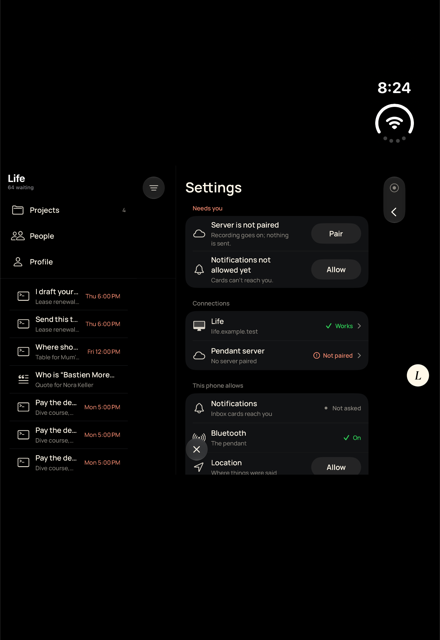 8:24
Life
64 waiting
Projects
People
Profile
I draft your...
Lease renewal...
Thu 6:00 PM
Send this t...
Lease renewal...
Thu 6:00 PM
Where sho...
Table for Mum'...
Fri 12:00 PM
Who is "Bastien More...
Quote for Nora Keller
Pay the de...
Dive course,...
Mon 5:00 PM
Pay the de...
Dive course,...
Mon 5:00 PM
Pay the de...
Dive course,...
Mon 5:00 PM
Settings
Needs you
Server is not paired
Recording goes on; nothing
is sent.
Pair
Notifications not
allowed yet
Cards can't reach you.
Allow
Connections
Life
life.example.test
Works
Pendant server
No server paired
Not paired
This phone allows
Notifications
Inbox cards reach you
Not asked
Bluetooth
The pendant
On
Location
Where things were said
Allow
L